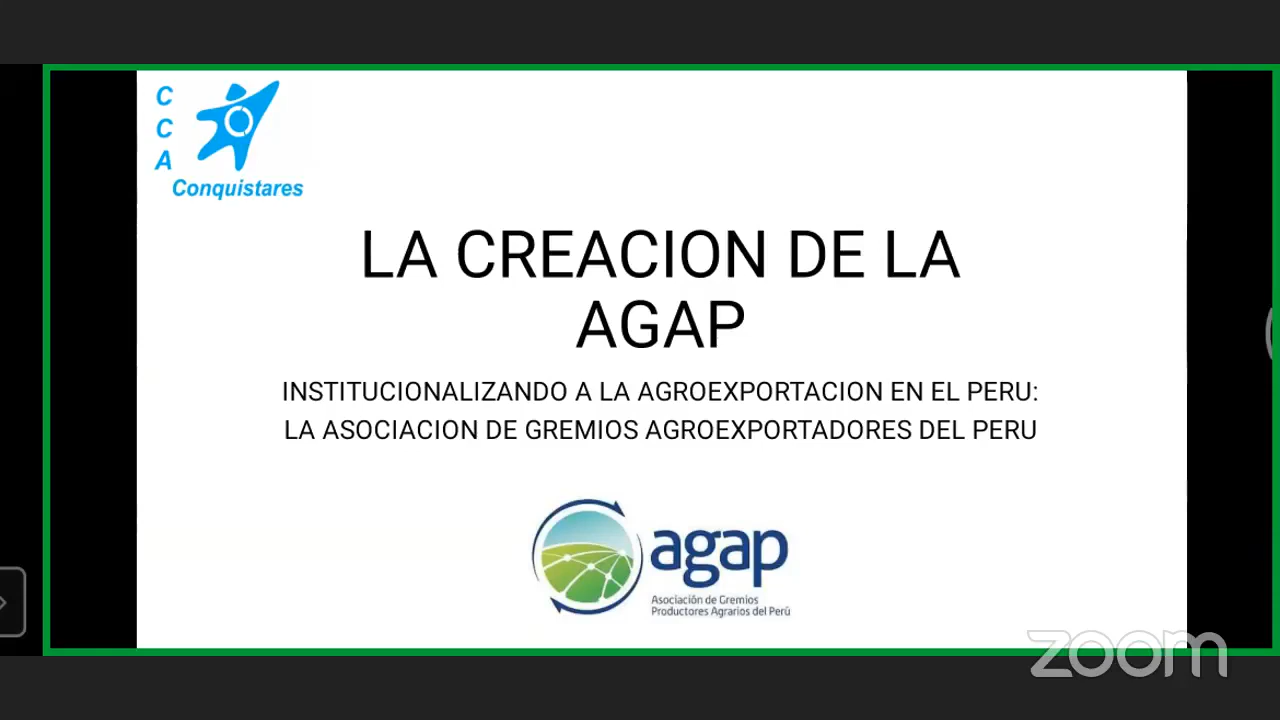 C
C
A
Conquistares
LA CREACION DE LA
AGAP
INSTITUCIONALIZANDO A LA AGROEXPORTACION EN EL PERU:
LA ASOCIACION DE GREMIOS AGROEXPORTADORES DEL PERU
agap
Asociación de Gremios
Productores Agrarios del Perú
zoom